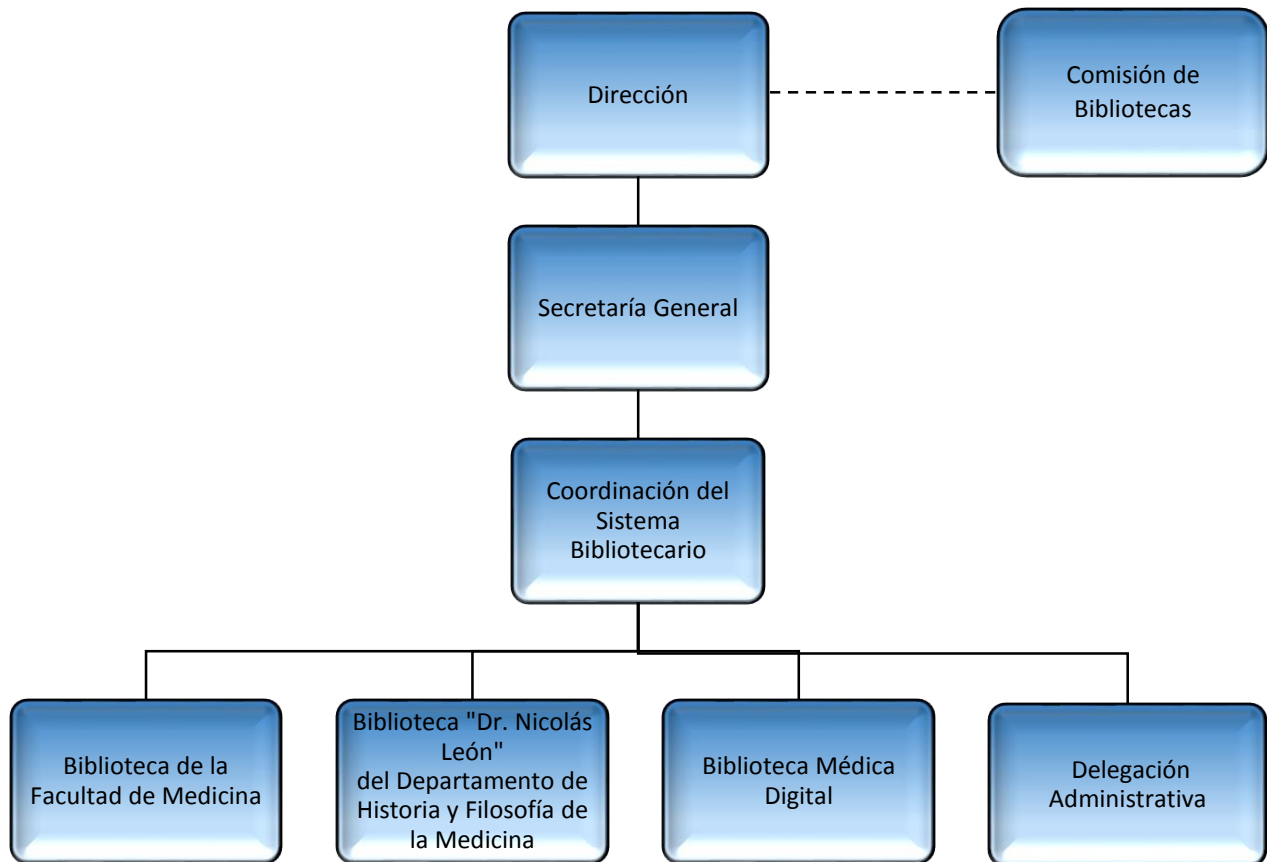 Dirección
Comisión de
Bibliotecas
Secretaría General
Coordinación del
Sistema
Bibliotecario
Biblioteca de la
Facultad de Medicina
Biblioteca "Dr. Nicolás
León"
del Departamento de
Historia y Filosofía de
la Medicina
Biblioteca Médica
Digital
Delegación
Administrativa